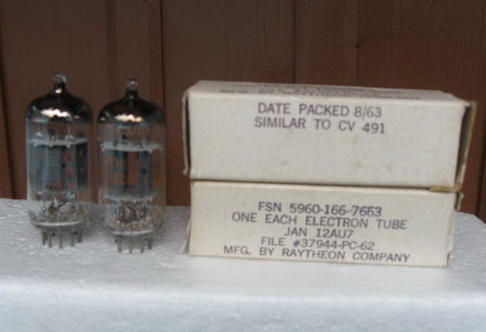 DATE PACKED 8/63
SIMILAR TO CV 491
FSN 5960-166-7663
ONE EACH ELECTRON TUBE
JAN 12AU7
FILE #37944-PC-62
MFG. BY RAYTHEON COMPANY